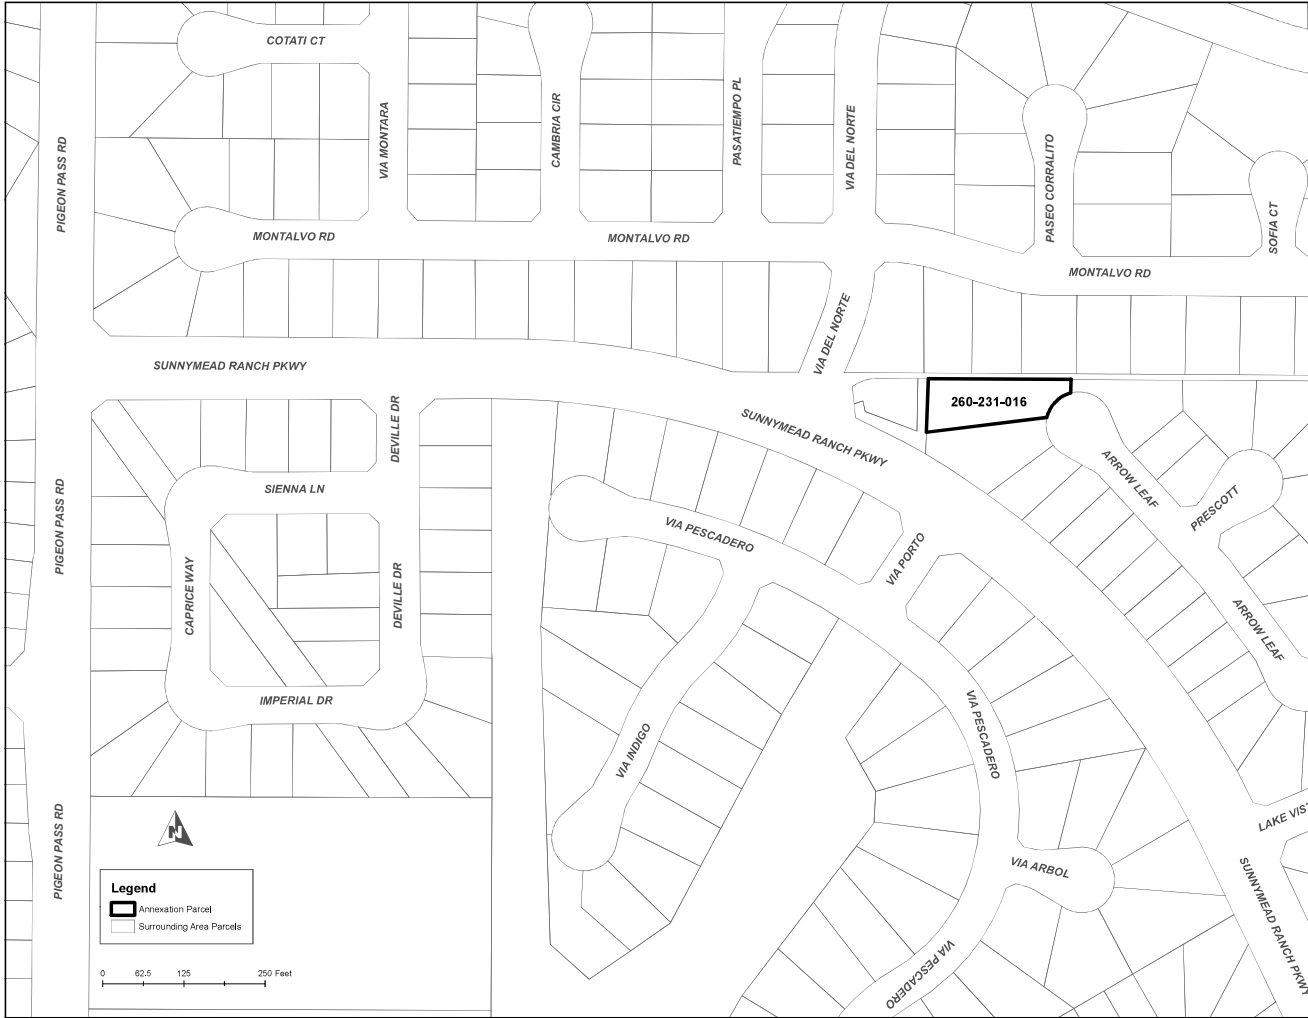 COTATI CT
VIA MONTARA
CAMBRIA CIR
PASATIEMPO PL
VIA DEL NORTE
PASEO CORRALITO
SOFIA CT
PIGEON PASS RD
MONTALVO RD
MONTALVO RD
MONTALVO RD
VIA DEL NORTE
SUNNYMEAD RANCH PKWY
260-231-016
SUNNYMEAD RANCH PKWY
DEVILLE DR
ARROW LEAF
PRESCOTT
SIENNA LN
PIGEON PASS RD
VIA PESCADERO
VIA PORTO
CAPRICE WAY
DEVILLE DR
ARROW LEAF
IMPERIAL DR
VIA INDIGO
VIA PESCADERO
LAKE VIST
PIGEON PASS RD
N
VIA ARBOL
SUNNYMEAD RANCH PKWY
VIA PESCADERO
Legend
Annexation Parcel
Surrounding Area Parcels
0 62.5 125 250 Feet